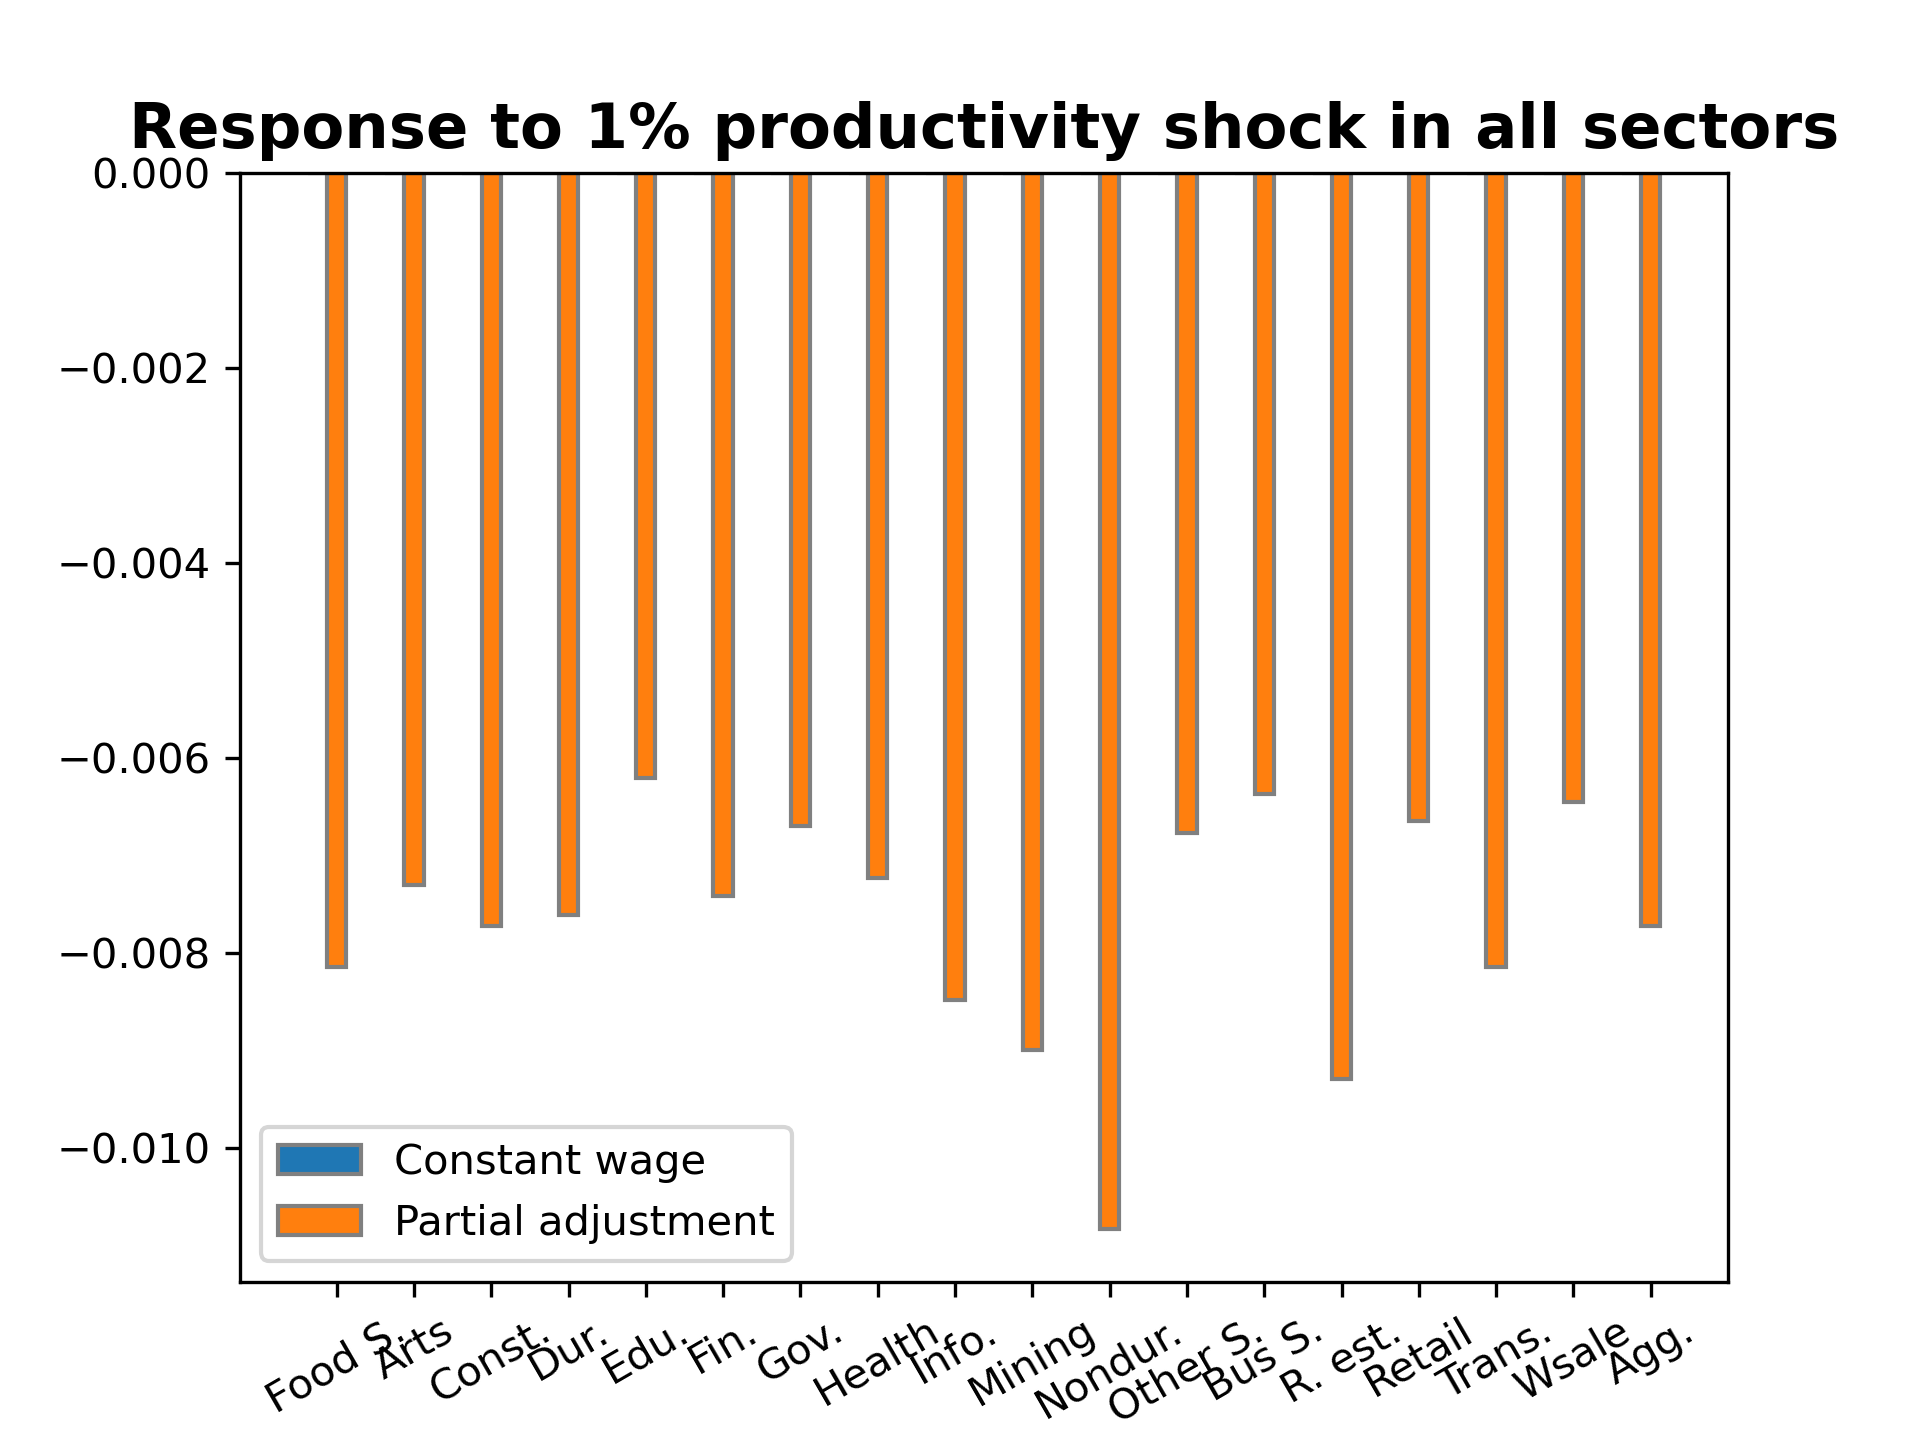 Response to 1% productivity shock in all sectors
0.000
−0.002
−0.004
−0.006
−0.008
−0.010
Constant wage
Partial adjustment
Food S.
Arts
Const.
Dur.
Edu.
Fin.
Gov.
Health
Info.
Mining
Nondur.
Other S.
Bus S.
R. est.
Retail
Trans.
Wsale
Agg.